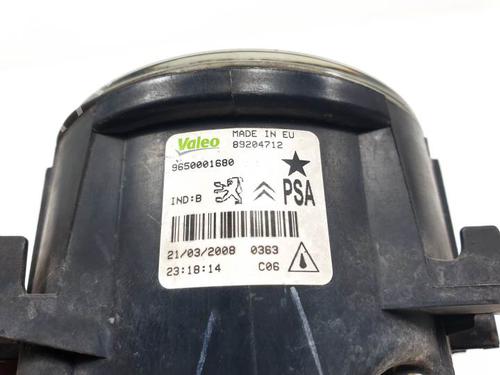 Valeo
MADE IN EU
89204712
9650001680
IND:B
PSA
21/03/2008 0363
23:18:14 C06